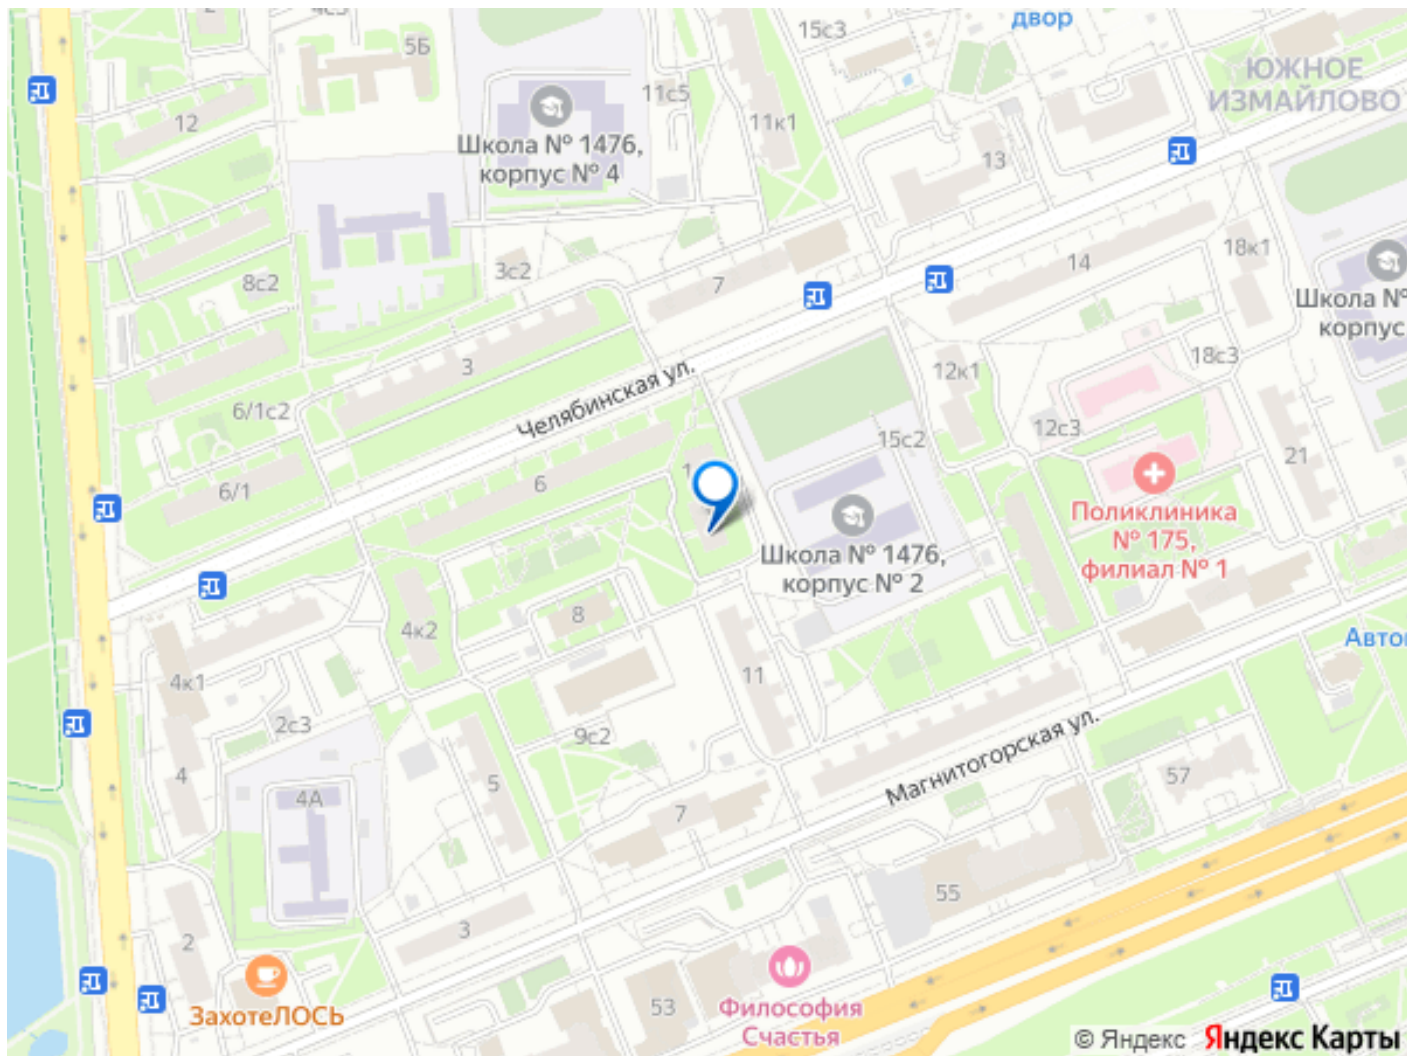 2
4с3
5Б
15с3
двор
ЮЖНОЕ
ИЗМАЙЛОВО
12
11с5
11к1
Школа № 1476,
корпус № 4
13
8с2
3с2
7
14
18к1
Школа №
корпус
3
Челябинская ул.
12к1
18с3
6/1с2
15с2
12с3
6/1
6
21
Поликлиника
№ 175,
филиал № 1
Школа № 1476,
корпус № 2
8
4к2
4к1
11
2с3
9с2
Магнитогорская ул.
4
4А
5
7
57
55
3
2
ЗахотеЛОСЬ
53
Философия
Счастья
© Яндекс Яндекс Карты